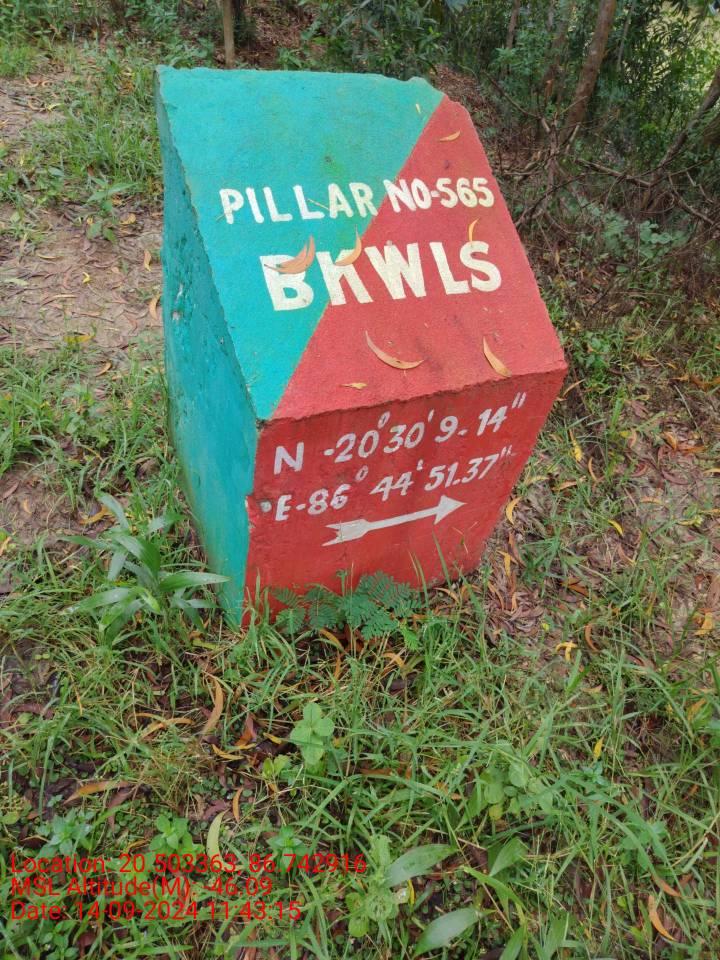 PILLAR NO-565
BKWLS
N -20°30'9.14"
E-86° 44'51.37"
Location: 20.503363 86.742916
MSL Altitude(M): -46.09
Date: 14-09-2024 11:43:15